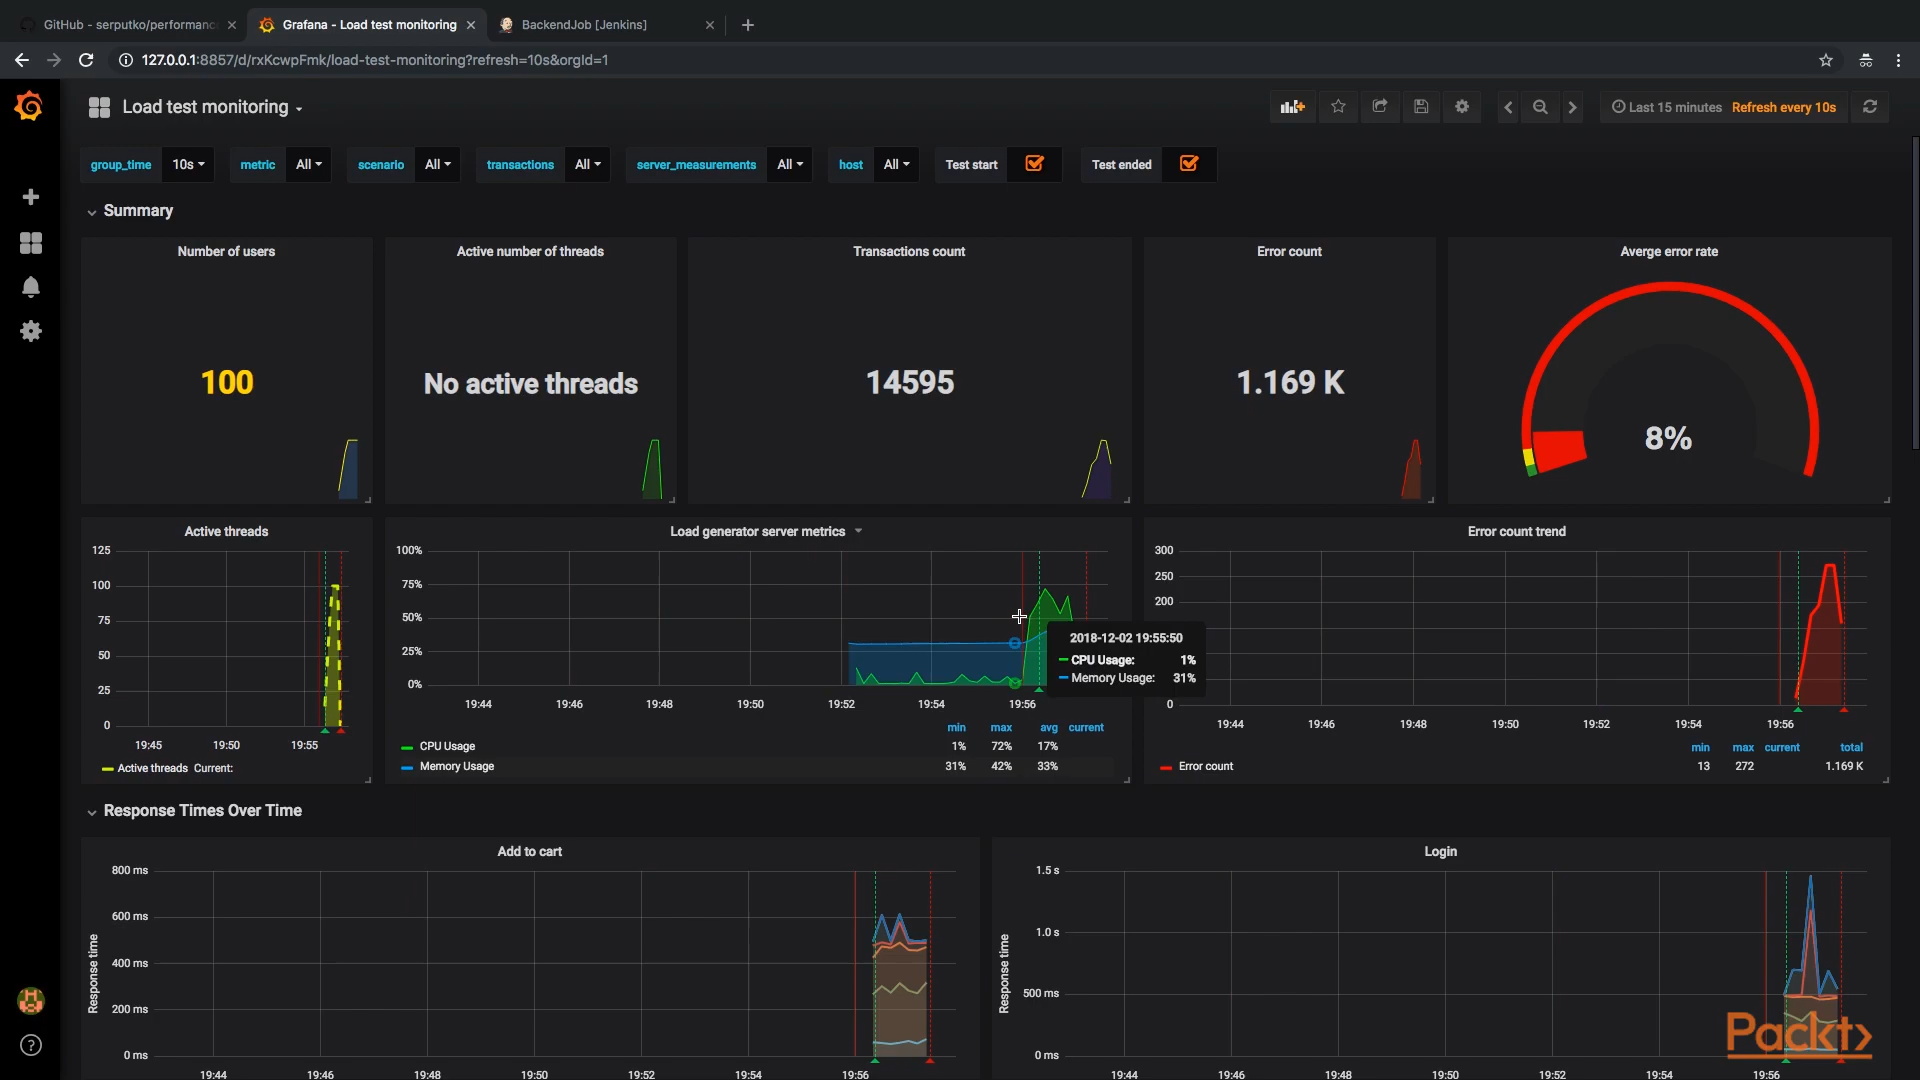 GitHub - serputko/performanc
Grafana - Load test monitoring
BackendJob [Jenkins]
127.0.0.1:8857/d/rxKcwpFmk/load-test-monitoring?refresh=10s&orgId=1
Load test monitoring
Last 15 minutes Refresh every 10s
group_time 10s metric All scenario All transactions All server_measurements All host All Test start Test ended
Summary
Number of users
Active number of threads
Transactions count
Error count
Averge error rate
100
No active threads
14595
1.169 K
8%
Active threads
125
100
75
50
25
0
19:45 19:50 19:55
Active threads Current:
Load generator server metrics
100%
75%
50%
25%
0%
19:44 19:46 19:48 19:50 19:52 19:54 19:56
2018-12-02 19:55:50
CPU Usage: 1%
Memory Usage: 31%
min max avg current
CPU Usage 1% 72% 17%
Memory Usage 31% 42% 33%
Error count trend
300
250
200
0
19:44 19:46 19:48 19:50 19:52 19:54 19:56
min max current total
Error count 13 272 1.169 K
Response Times Over Time
Add to cart
Response time
800 ms
600 ms
400 ms
200 ms
0 ms
19:44 19:46 19:48 19:50 19:52 19:54 19:56
Login
Response time
1.5 s
1.0 s
500 ms
0 ms
19:44 19:46 19:48 19:50 19:52 19:54 19:56
Packt>